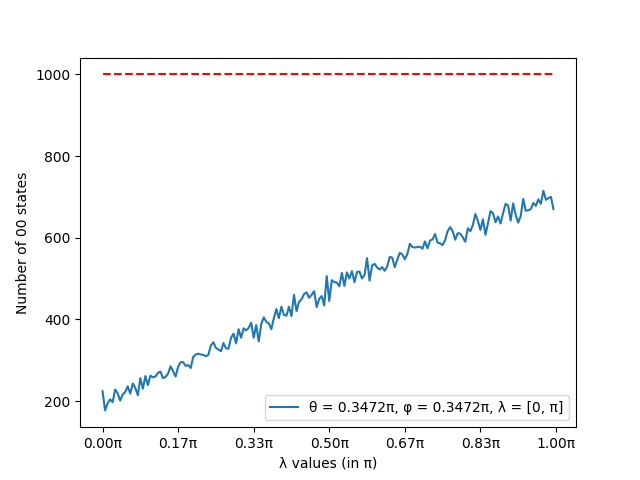 1000
800
600
400
200
Number of 00 states
θ = 0.3472π, φ = 0.3472π, λ = [0, π]
0.00π 0.17π 0.33π 0.50π 0.67π 0.83π 1.00π
λ values (in π)